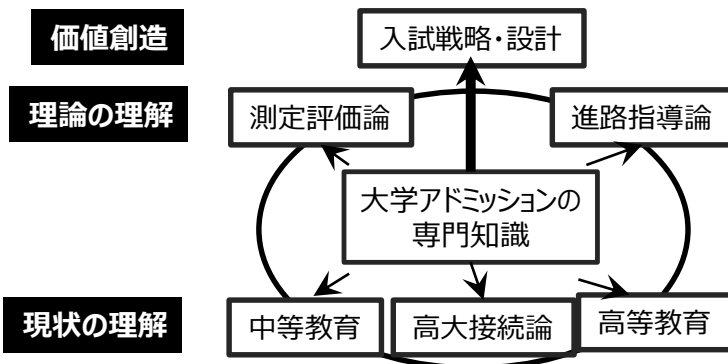 価値創造
入試戦略・設計
理論の理解
測定評価論
進路指導論
大学アドミッションの
専門知識
現状の理解
中等教育
高大接続論
高等教育